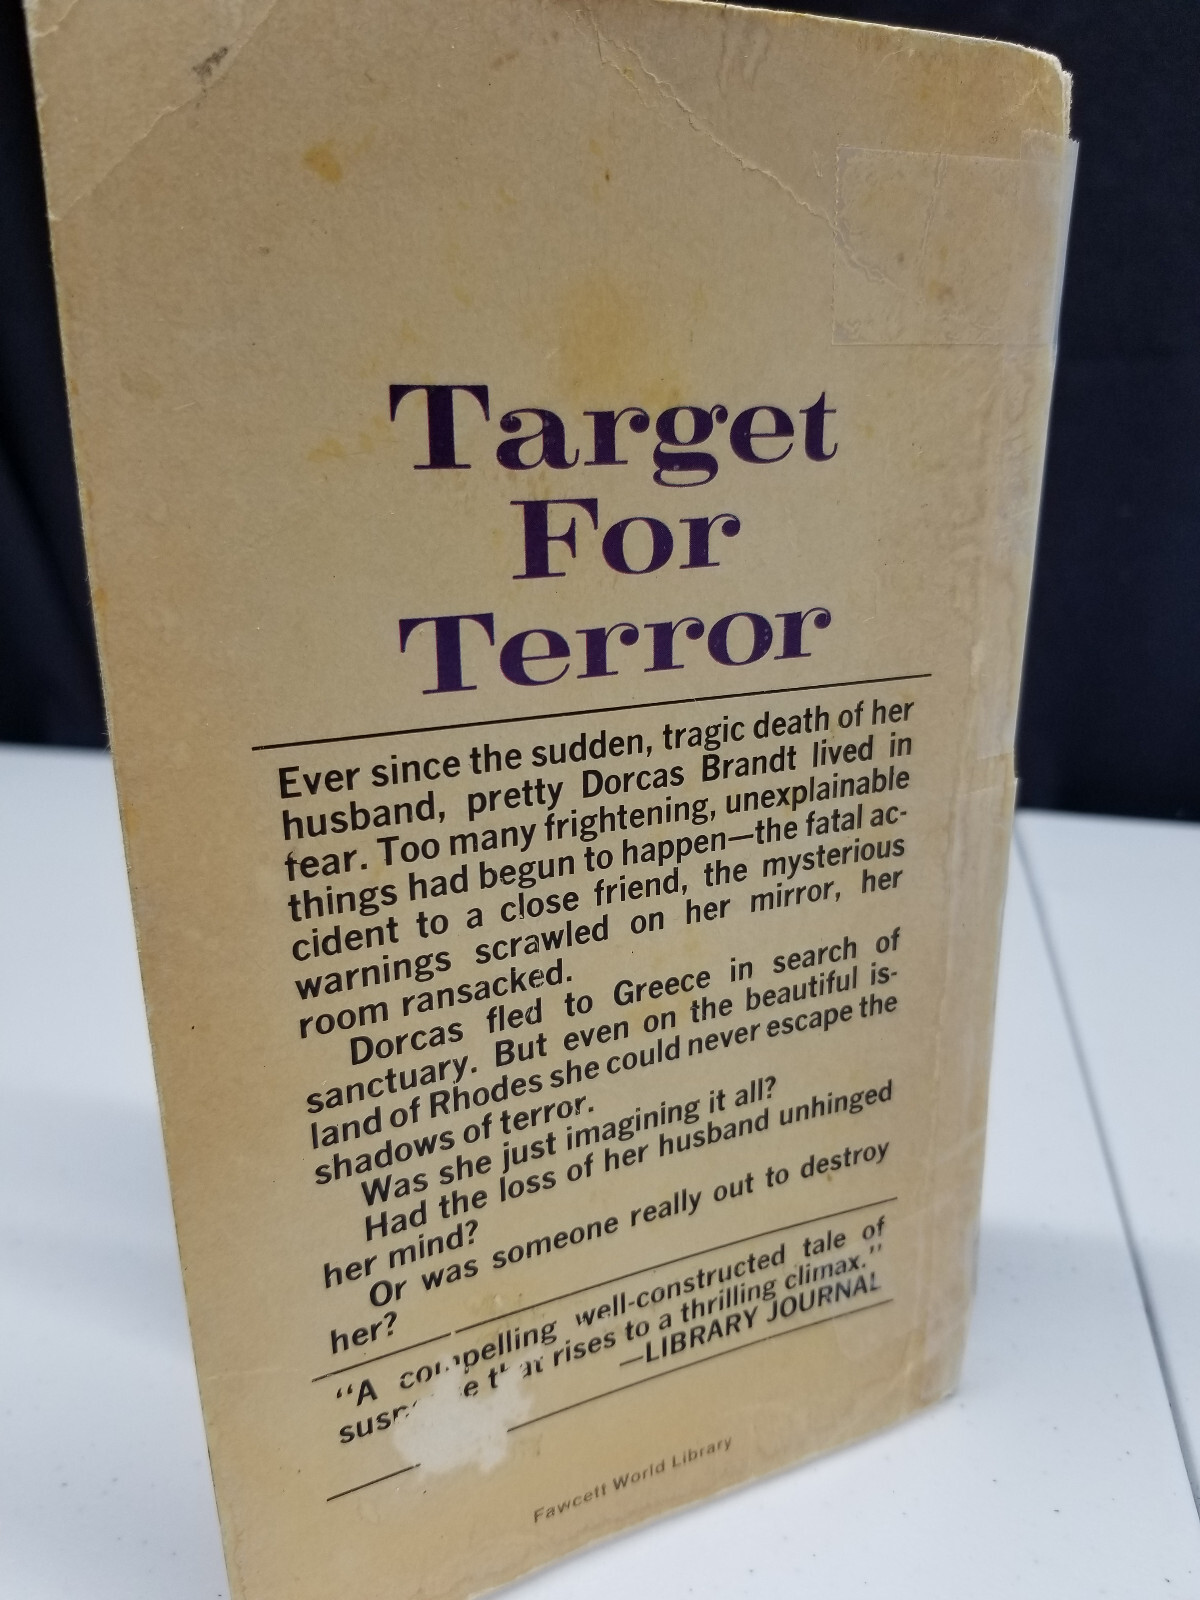 Target
For
Terror
Ever since the sudden, tragic death of her
husband, pretty Dorcas Brandt lived in
fear. Too many frightening, unexplainable
things had begun to happen—the fatal ac-
cident to a close friend, the mysterious
warnings scrawled on her mirror, her
room ransacked.
Dorcas fled to Greece in search of
sanctuary. But even on the beautiful is-
land of Rhodes she could never escape the
shadows of terror.
Was she just imagining it all?
Had the loss of her husband unhinged
her mind?
Or was someone really out to destroy
her?
"A compelling well-constructed tale of
that rises to a thrilling climax."
—LIBRARY JOURNAL
Fawcett World Library